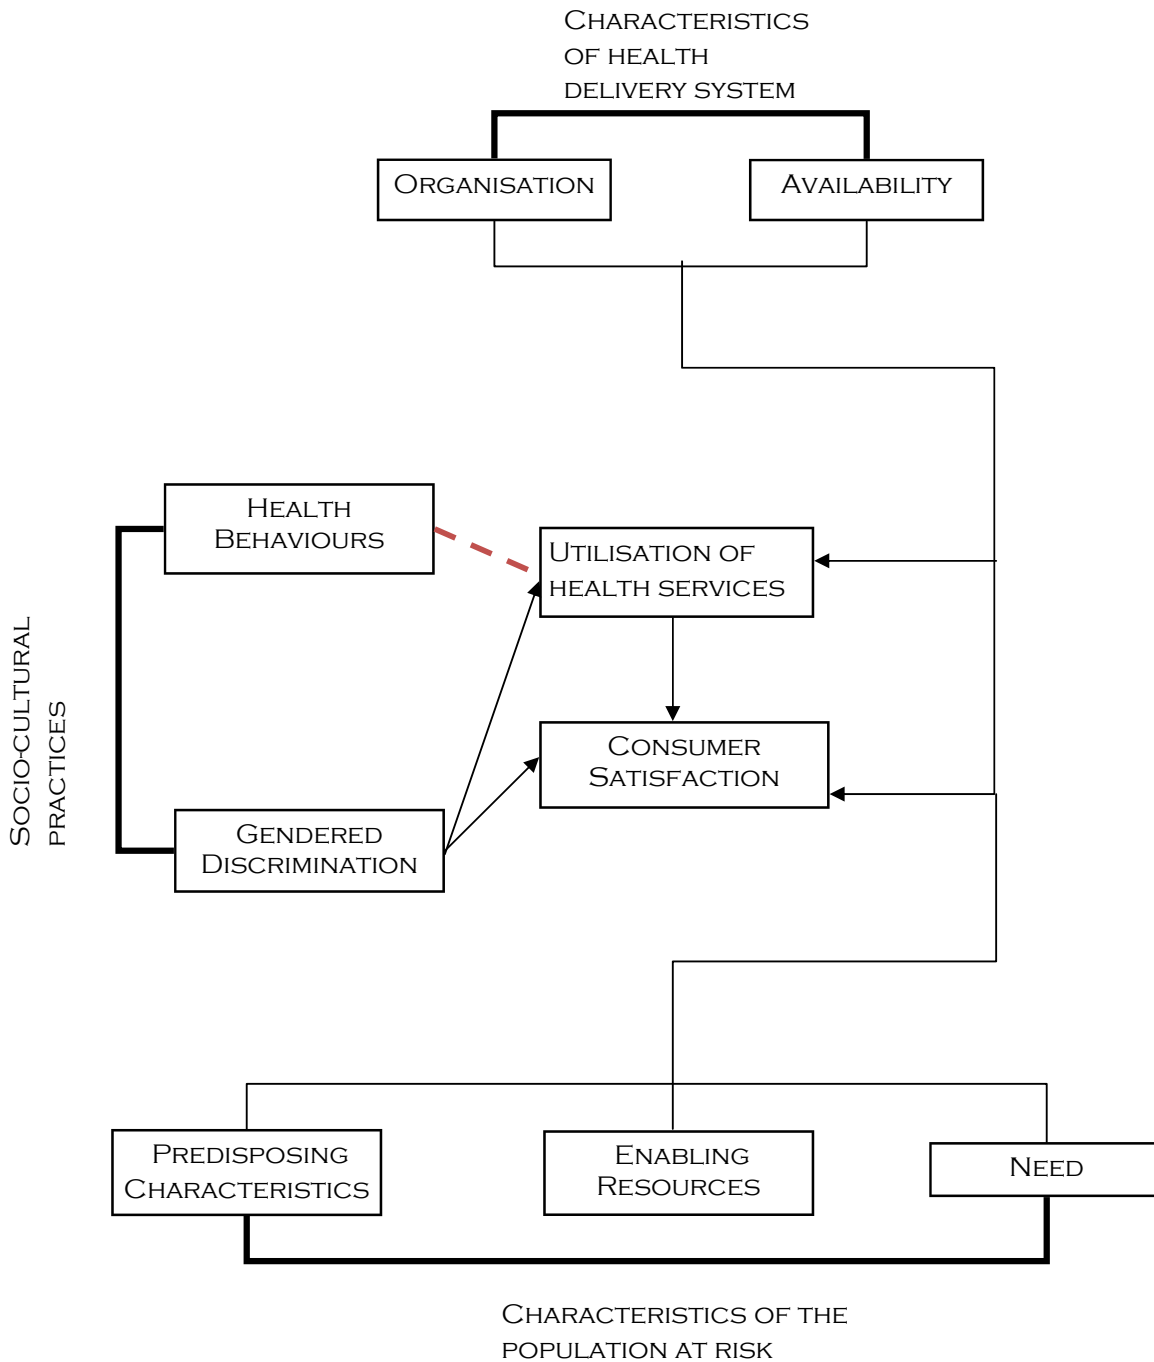 Characteristics
of health
delivery system
Organisation
Availability
Health
Behaviours
Utilisation of
health services
Socio-cultural
practices
Consumer
Satisfaction
Gendered
Discrimination
Predisposing
Characteristics
Enabling
Resources
Need
Characteristics of the
population at risk